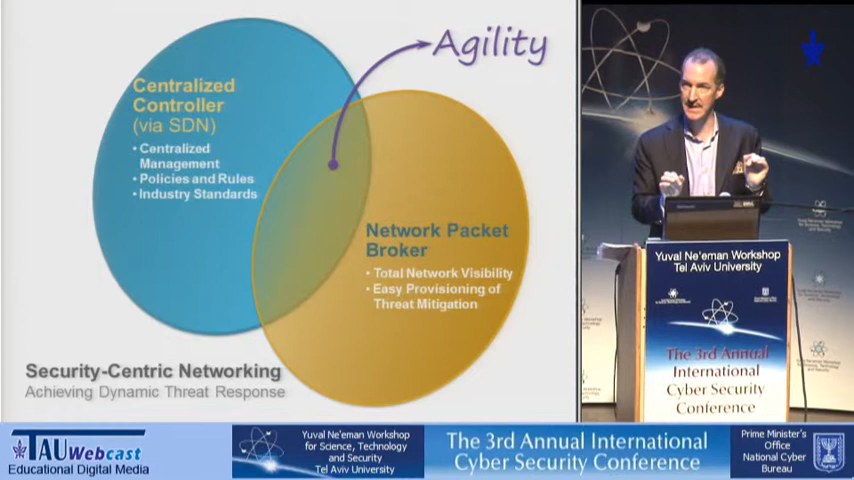 Agility
Centralized
Controller
(via SDN)
• Centralized
Management
• Policies and Rules
• Industry Standards
Network Packet
Broker
• Total Network Visibility
• Easy Provisioning of
Threat Mitigation
Security-Centric Networking
Achieving Dynamic Threat Response
Yuval Ne'eman Workshop
Tel Aviv University
The 3rd Annual
International
Cyber Security
Conference
TAU Webcast
Educational Digital Media
Yuval Ne'eman Workshop
for Science, Technology
and Security
Tel Aviv University
The 3rd Annual International
Cyber Security Conference
Prime Minister's
Office
National Cyber
Bureau